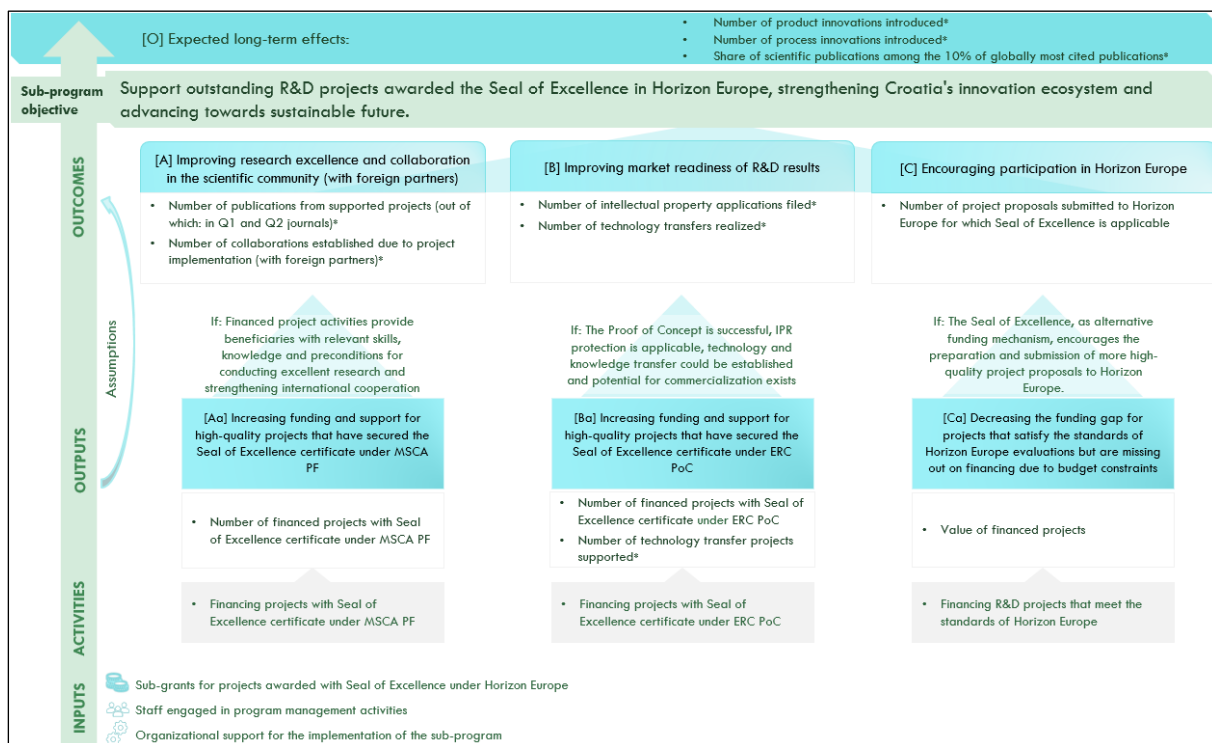 [O] Expected long-term effects:
• Number of product innovations introduced*
• Number of process innovations introduced*
• Share of scientific publications among the 10% of globally most cited publications*
Sub-program
objective
Support outstanding R&D projects awarded the Seal of Excellence in Horizon Europe, strengthening Croatia's innovation ecosystem and
advancing towards sustainable future.
OUTCOMES
[A] Improving research excellence and collaboration
in the scientific community (with foreign partners)
• Number of publications from supported projects (out of
which: in Q1 and Q2 journals)*
• Number of collaborations established due to project
implementation (with foreign partners)*
[B] Improving market readiness of R&D results
• Number of intellectual property applications filed*
• Number of technology transfers realized*
[C] Encouraging participation in Horizon Europe
• Number of project proposals submitted to Horizon
Europe for which Seal of Excellence is applicable
Assumptions
If: Financed project activities provide
beneficiaries with relevant skills,
knowledge and preconditions for
conducting excellent research and
strengthening international cooperation
If: The Proof of Concept is successful, IPR
protection is applicable, technology and
knowledge transfer could be established
and potential for commercialization exists
If: The Seal of Excellence, as alternative
funding mechanism, encourages the
preparation and submission of more high-
quality project proposals to Horizon
Europe.
OUTPUTS
[Aa] Increasing funding and support for
high-quality projects that have secured the
Seal of Excellence certificate under MSCA
PF
• Number of financed projects with Seal
of Excellence certificate under MSCA PF
[Ba] Increasing funding and support for
high-quality projects that have secured the
Seal of Excellence certificate under ERC
PoC
• Number of financed projects with Seal of
Excellence certificate under ERC PoC
• Number of technology transfer projects
supported*
[Ca] Decreasing the funding gap for
projects that satisfy the standards of
Horizon Europe evaluations but are missing
out on financing due to budget constraints
• Value of financed projects
ACTIVITIES
• Financing projects with Seal of
Excellence certificate under MSCA PF
• Financing projects with Seal of
Excellence certificate under ERC PoC
• Financing R&D projects that meet the
standards of Horizon Europe
INPUTS
Sub-grants for projects awarded with Seal of Excellence under Horizon Europe
Staff engaged in program management activities
Organizational support for the implementation of the sub-program